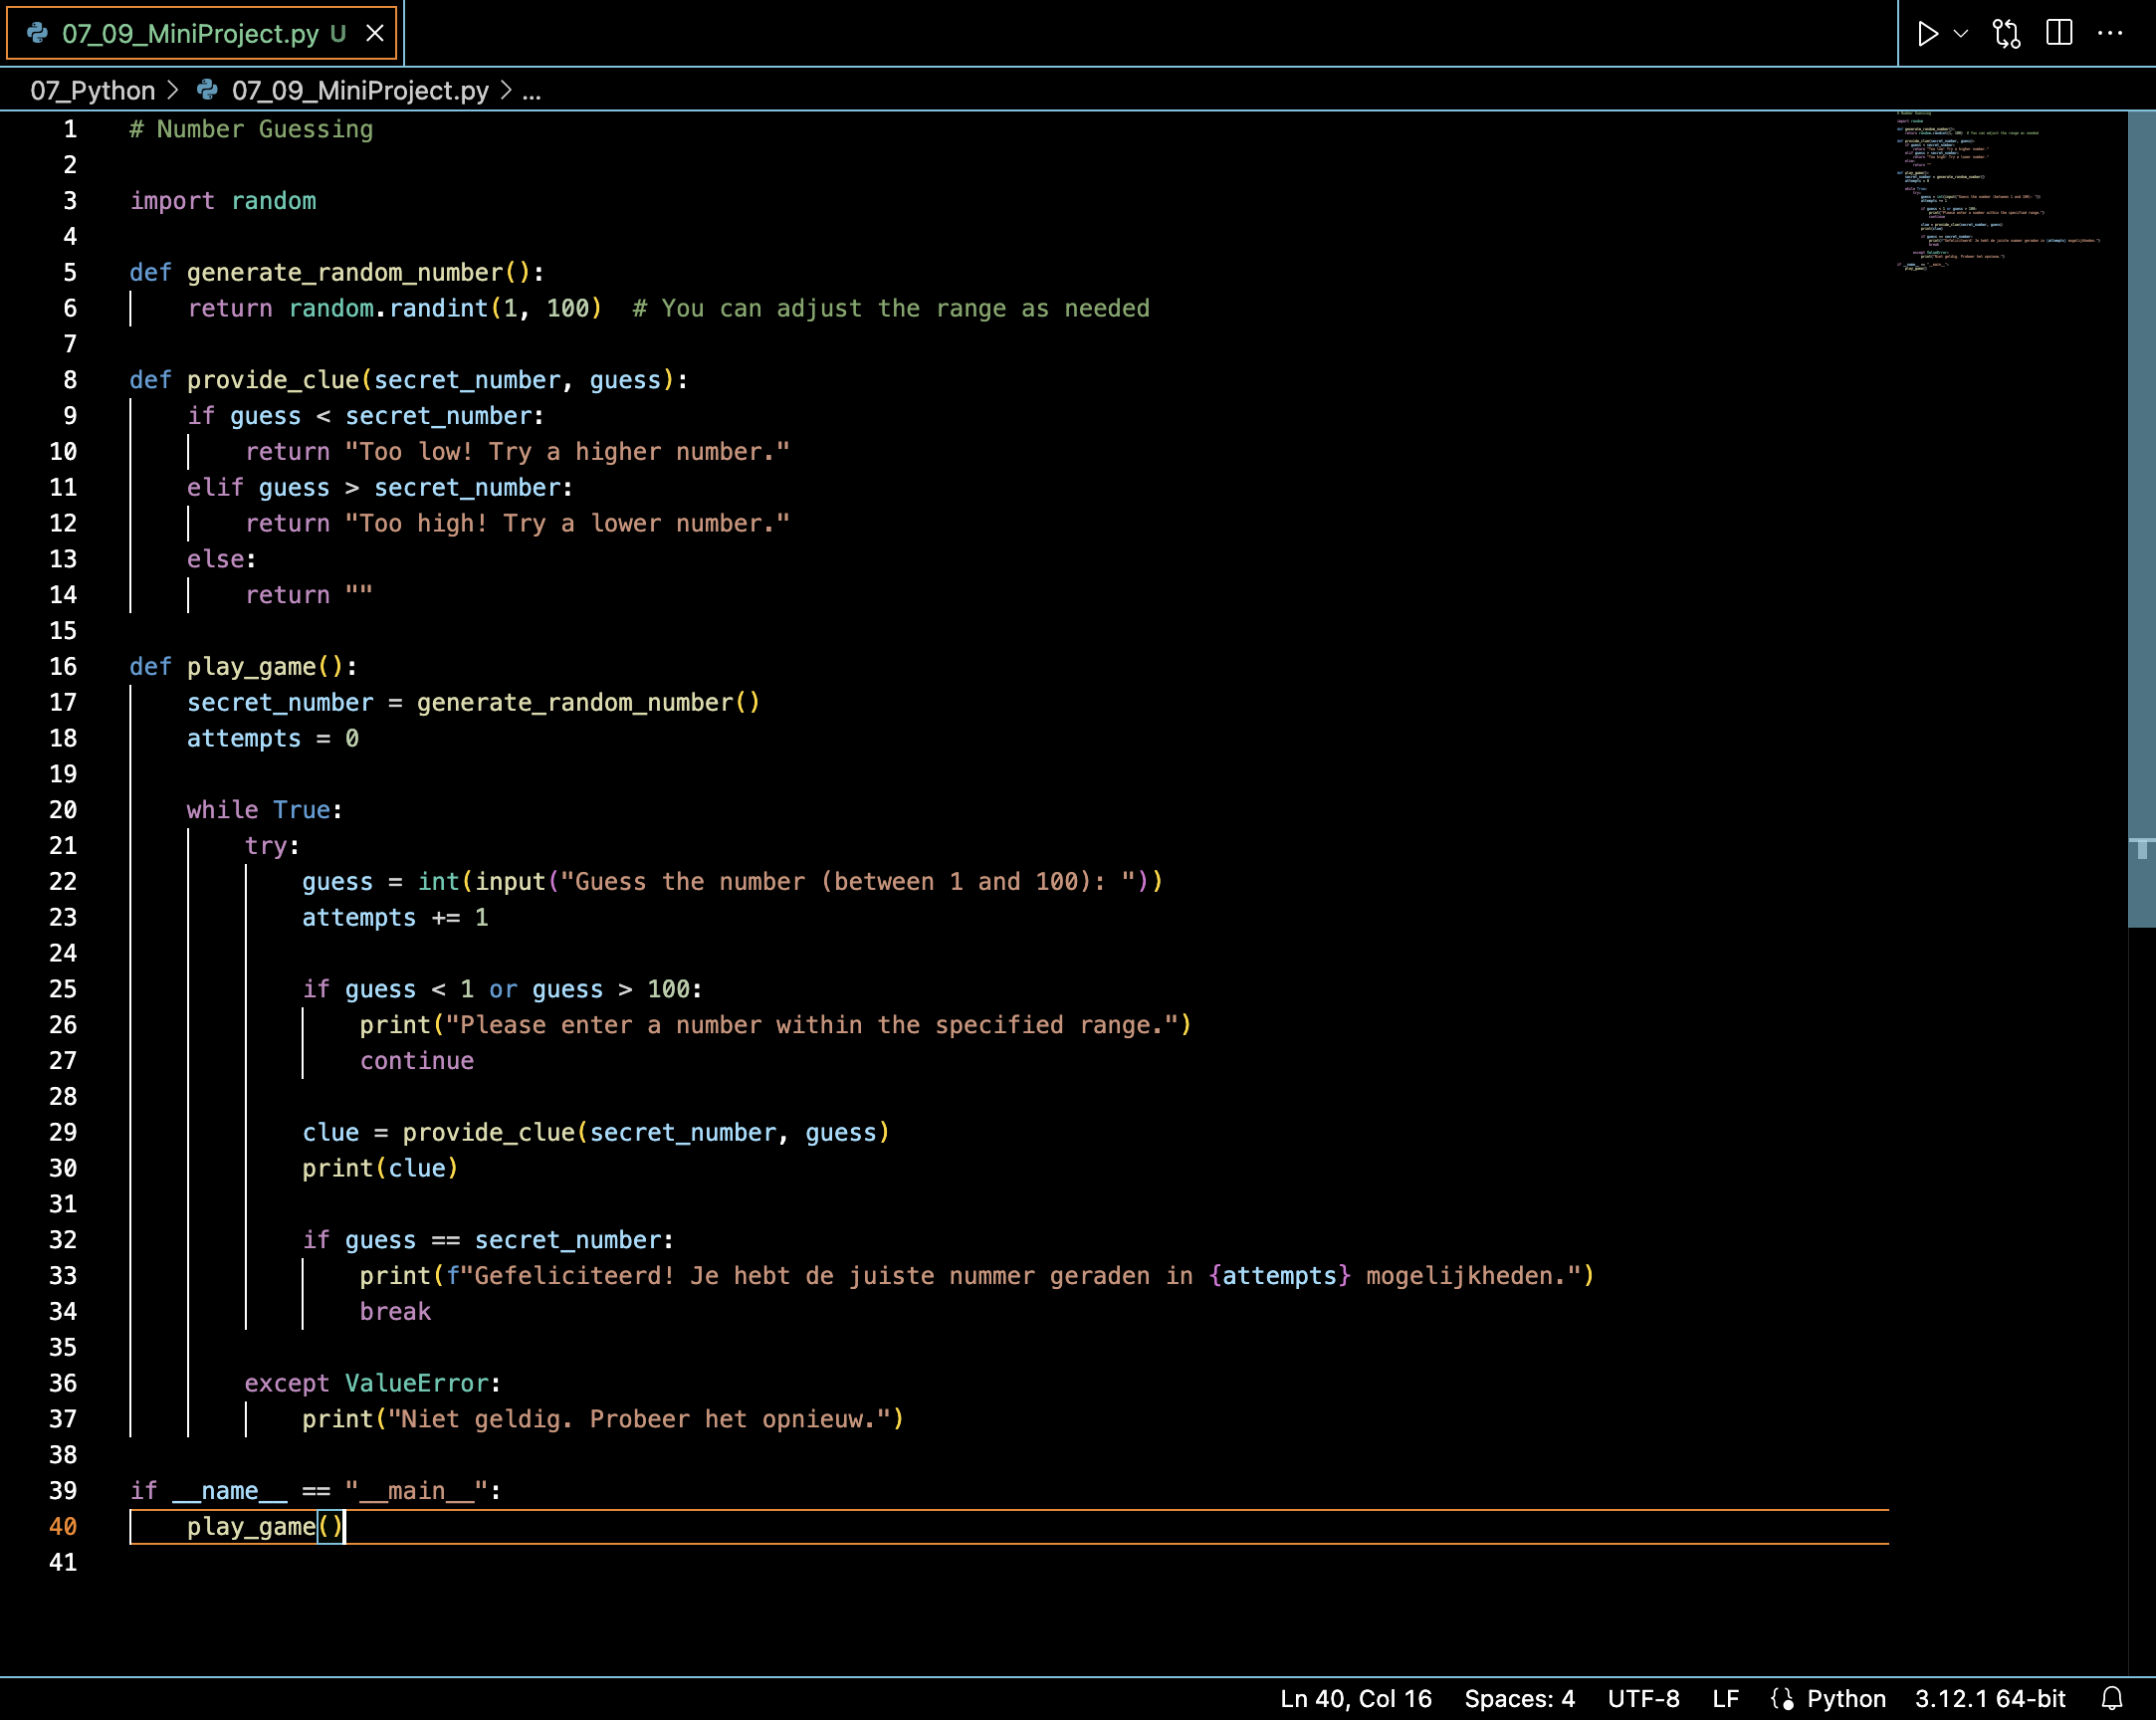 07_09_MiniProject.py U
07_Python > 07_09_MiniProject.py > ...
1 # Number Guessing
2
3 import random
4
5 def generate_random_number():
6     return random.randint(1, 100)  # You can adjust the range as needed
7
8 def provide_clue(secret_number, guess):
9     if guess < secret_number:
10         return "Too low! Try a higher number."
11     elif guess > secret_number:
12         return "Too high! Try a lower number."
13     else:
14         return ""
15
16 def play_game():
17     secret_number = generate_random_number()
18     attempts = 0
19
20     while True:
21         try:
22             guess = int(input("Guess the number (between 1 and 100): "))
23             attempts += 1
24
25             if guess < 1 or guess > 100:
26                 print("Please enter a number within the specified range.")
27                 continue
28
29             clue = provide_clue(secret_number, guess)
30             print(clue)
31
32             if guess == secret_number:
33                 print(f"Gefeliciteerd! Je hebt de juiste nummer geraden in {attempts} mogelijkheden.")
34                 break
35
36         except ValueError:
37             print("Niet geldig. Probeer het opnieuw.")
38
39 if __name__ == "__main__":
40     play_game()
41
Ln 40, Col 16 Spaces: 4 UTF-8 LF Python 3.12.1 64-bit